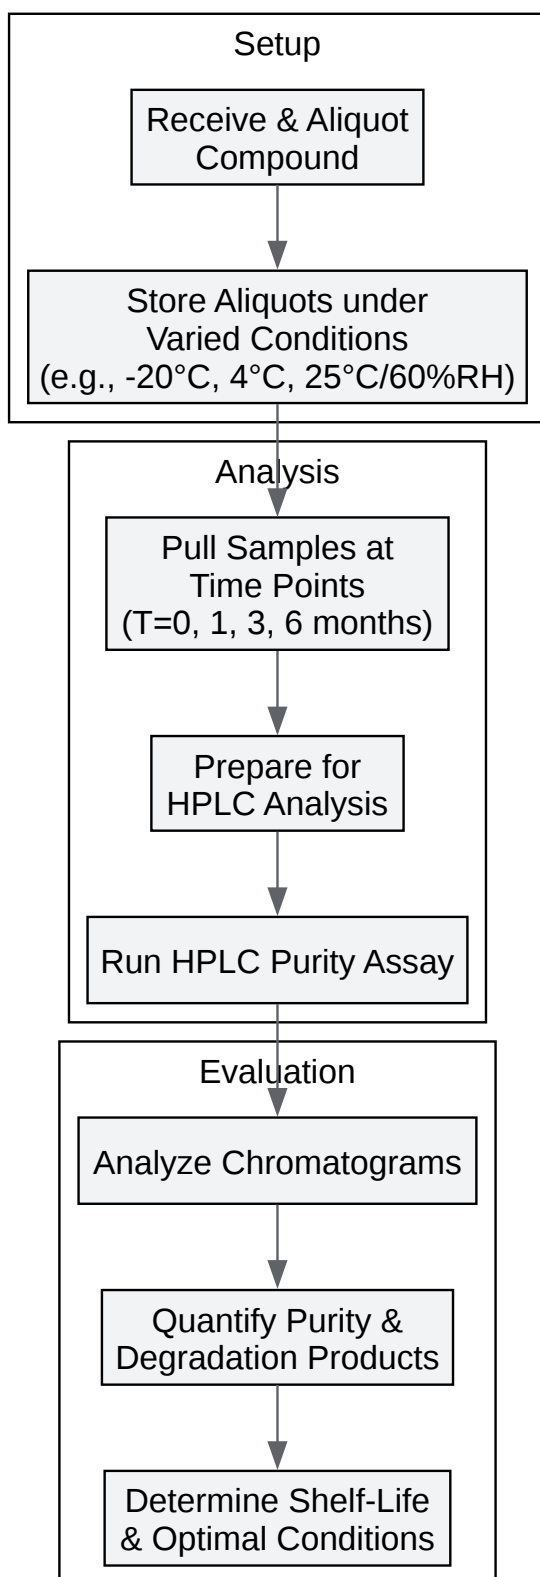 Setup
Receive & Aliquot
Compound
Store Aliquots under
Varied Conditions
(e.g., -20°C, 4°C, 25°C/60%RH)
Analysis
Pull Samples at
Time Points
(T=0, 1, 3, 6 months)
Prepare for
HPLC Analysis
Run HPLC Purity Assay
Evaluation
Analyze Chromatograms
Quantify Purity &
Degradation Products
Determine Shelf-Life
& Optimal Conditions